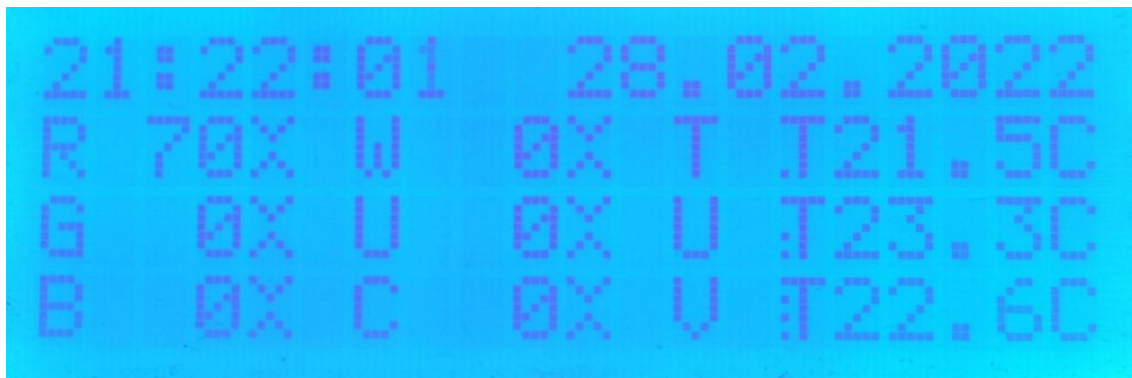 21:22:01 28.02.2022
R 70X W 0X T .T21.5C
G 0X U 0X U :T23.3C
B 0X C 0X V ⁝T22.6C